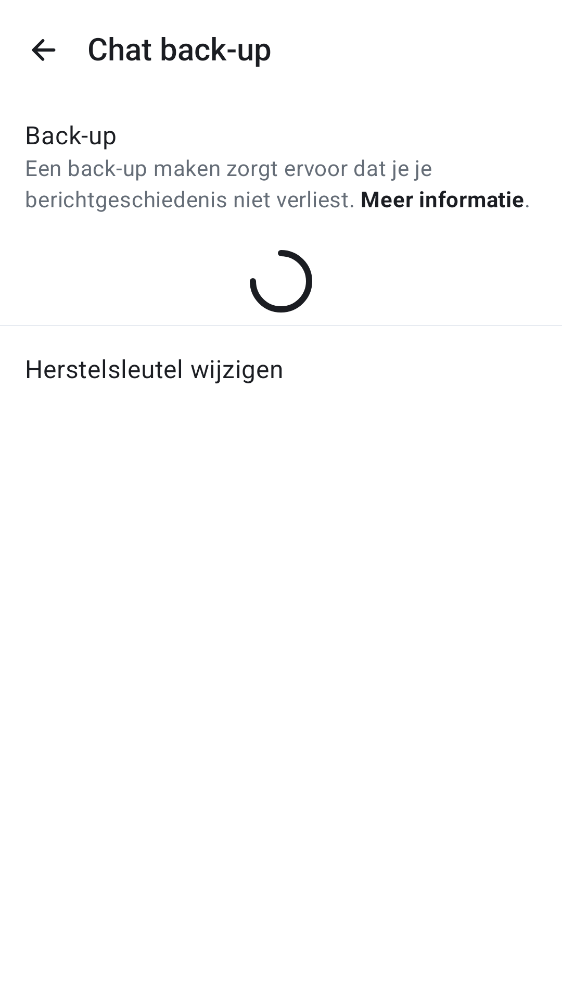 Chat back-up
Back-up
Een back-up maken zorgt ervoor dat je je
berichtgeschiedenis niet verliest. Meer informatie.
Herstelsleutel wijzigen